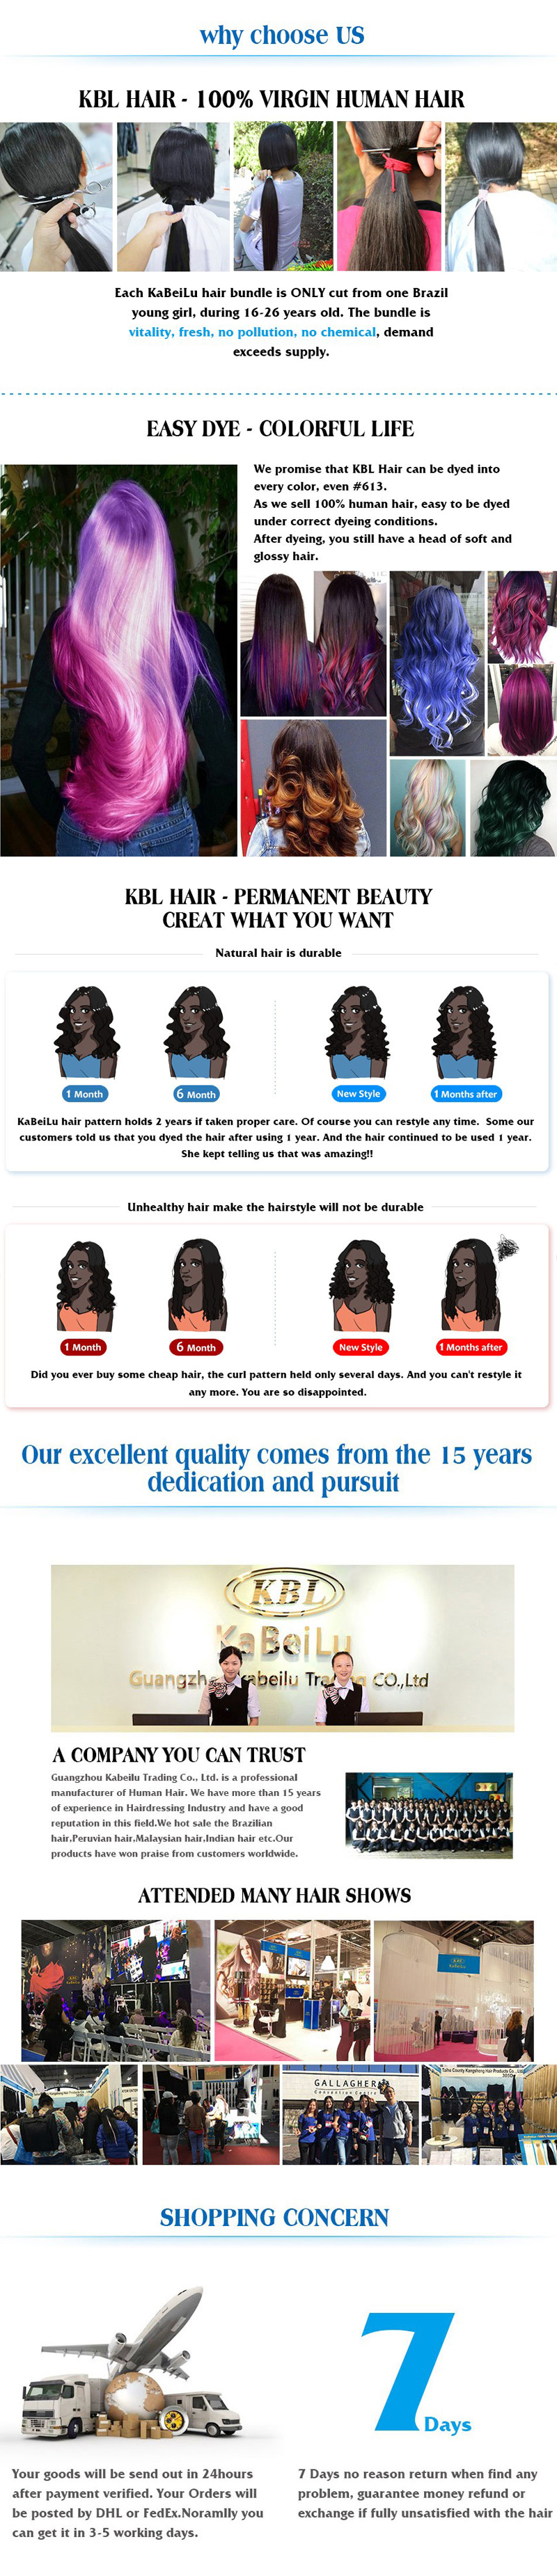 why choose US
KBL HAIR - 100% VIRGIN HUMAN HAIR
Each KaBeiLu hair bundle is ONLY cut from one Brazil
young girl, during 16-26 years old. The bundle is
vitality, fresh, no pollution, no chemical, demand
exceeds supply.
EASY DYE - COLORFUL LIFE
We promise that KBL Hair can be dyed into
every color, even #613.
As we sell 100% human hair, easy to be dyed
under correct dyeing conditions.
After dyeing, you still have a head of soft and
glossy hair.
KBL HAIR - PERMANENT BEAUTY
CREAT WHAT YOU WANT
Natural hair is durable
1 Month
6 Month
New Style
1 Months after
KaBeiLu hair pattern holds 2 years if taken proper care. Of course you can restyle any time. Some our
customers told us that you dyed the hair after using 1 year. And the hair continued to be used 1 year.
She kept telling us that was amazing!!
Unhealthy hair make the hairstyle will not be durable
1 Month
6 Month
New Style
1 Months after
Did you ever buy some cheap hair, the curl pattern held only several days. And you can't restyle it
any more. You are so disappointed.
Our excellent quality comes from the 15 years
dedication and pursuit
KBL
KaBeiLu
Guangzh kabeilu Trading CO.,Ltd
A COMPANY YOU CAN TRUST
Guangzhou Kabeilu Trading Co., Ltd. is a professional
manufacturer of Human Hair. We have more than 15 years
of experience in Hairdressing Industry and have a good
reputation in this field.We hot sale the Brazilian
hair,Peruvian hair,Malaysian hair,Indian hair etc.Our
products have won praise from customers worldwide.
ATTENDED MANY HAIR SHOWS
GALLAGHER
Convention Centre
Taihe County Kangzheng Hair Products Co., Ltd
SHOPPING CONCERN
7
Days
Your goods will be send out in 24hours
after payment verified. Your Orders will
be posted by DHL or FedEx.Noramlly you
can get it in 3-5 working days.
7 Days no reason return when find any
problem, guarantee money refund or
exchange if fully unsatisfied with the hair